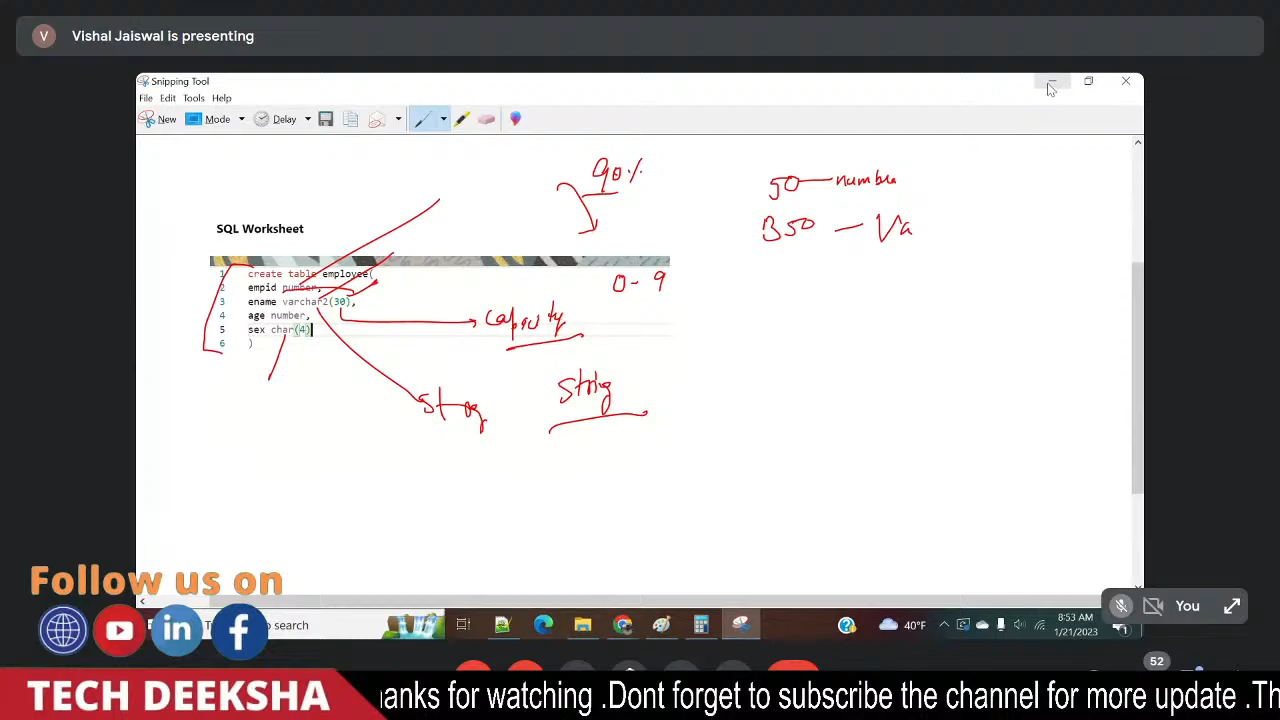 V Vishal Jaiswal is presenting
Snipping Tool
File Edit Tools Help
New Mode Delay
90%
50 — number
B50 — Va
SQL Worksheet
1 create table employee(
2 empid number,
0 - 9
3 ename varchar2(30),
4 age number,
capacity
5 sex char(4)
6 )
String
Follow us on
You
search
40°F
8:53 AM
1/21/2023
1
52
TECH DEEKSHA
hanks for watching .Dont forget to subscribe the channel for more update .Th